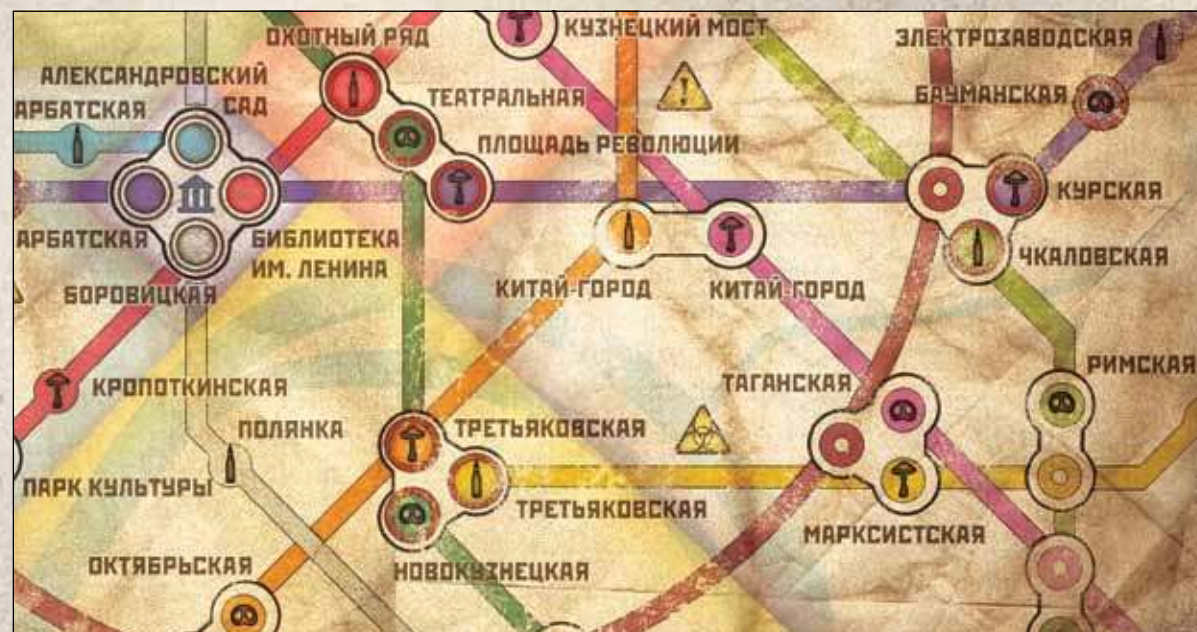 КУЗНЕЦКИЙ МОСТ
ОХОТНЫЙ РЯД
ЭЛЕКТРОЗАВОДСКАЯ
АЛЕКСАНДРОВСКИЙ
САД
АРБАТСКАЯ
ТЕАТРАЛЬНАЯ
БАУМАНСКАЯ
ПЛОЩАДЬ РЕВОЛЮЦИИ
КУРСКАЯ
АРБАТСКАЯ
БИБЛИОТЕКА
ИМ. ЛЕНИНА
ЧКАЛОВСКАЯ
БОРОВИЦКАЯ
КИТАЙ-ГОРОД
КИТАЙ-ГОРОД
РИМСКАЯ
КРОПОТКИНСКАЯ
ТАГАНСКАЯ
ПОЛЯНКА
ТРЕТЬЯКОВСКАЯ
ПАРК КУЛЬТУРЫ
ТРЕТЬЯКОВСКАЯ
МАРКСИСТСКАЯ
ОКТЯБРЬСКАЯ
НОВОКУЗНЕЦКАЯ